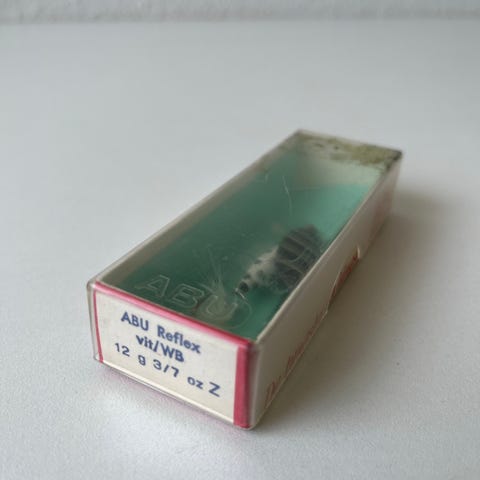 ABU
ABU Reflex
vit/WB
12 g 3/7 oz Z